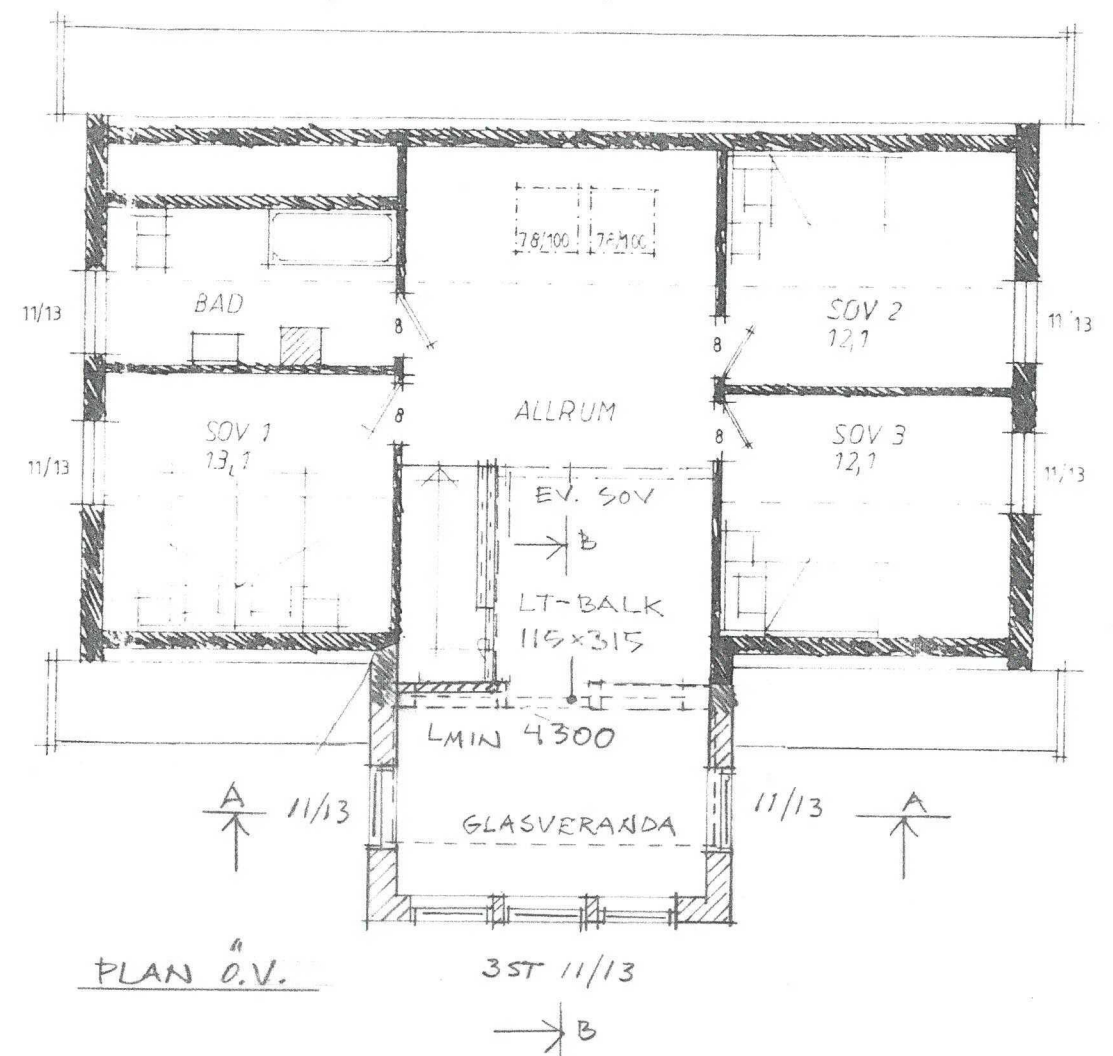 78/100 78/100
11/13
BAD
8
SOV 2
12,1
8
11/13
ALLRUM
SOV 1
13,1
8
8
SOV 3
12,1
11/13
11/13
EV. SOV
B
LT-BALK
115×315
LMIN 4300
A 11/13
11/13 A
GLASVERANDA
PLAN Ö.V.
3 ST 11/13
B